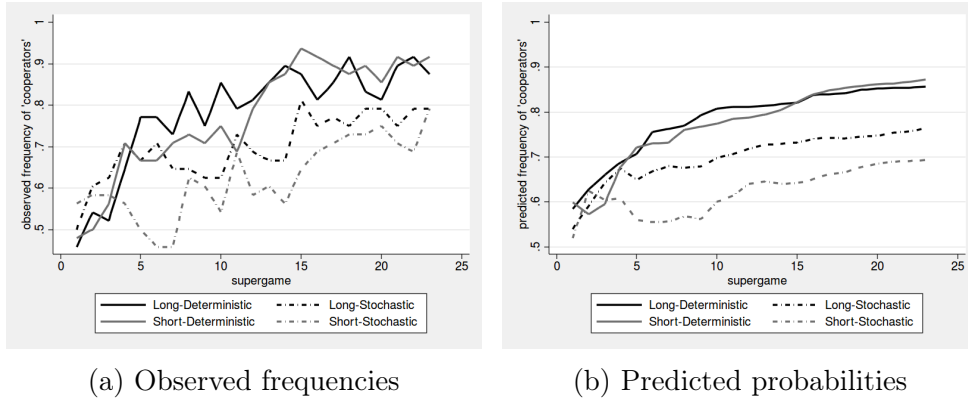 observed frequency of 'cooperators'
1
.9
.8
.7
.6
.5
0 5 10 15 20 25
supergame
Long-Deterministic Long-Stochastic
Short-Deterministic Short-Stochastic
(a) Observed frequencies
predicted frequency of 'cooperators'
1
.9
.8
.7
.6
.5
0 5 10 15 20 25
supergame
Long-Deterministic Long-Stochastic
Short-Deterministic Short-Stochastic
(b) Predicted probabilities